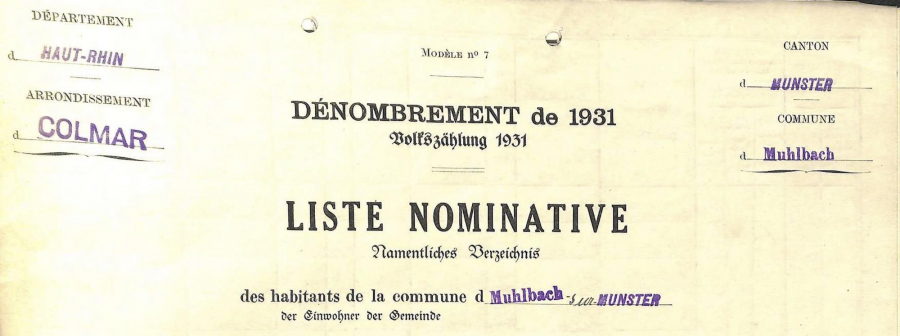 DÉPARTEMENT
d HAUT-RHIN
ARRONDISSEMENT
d COLMAR
Modèle nº 7
DÉNOMBREMENT de 1931
Volkszählung 1931
LISTE NOMINATIVE
Namentliches Verzeichnis
des habitants de la commune d Muhlbach-sur-MUNSTER
der Einwohner der Gemeinde
CANTON
d MUNSTER
COMMUNE
d Muhlbach